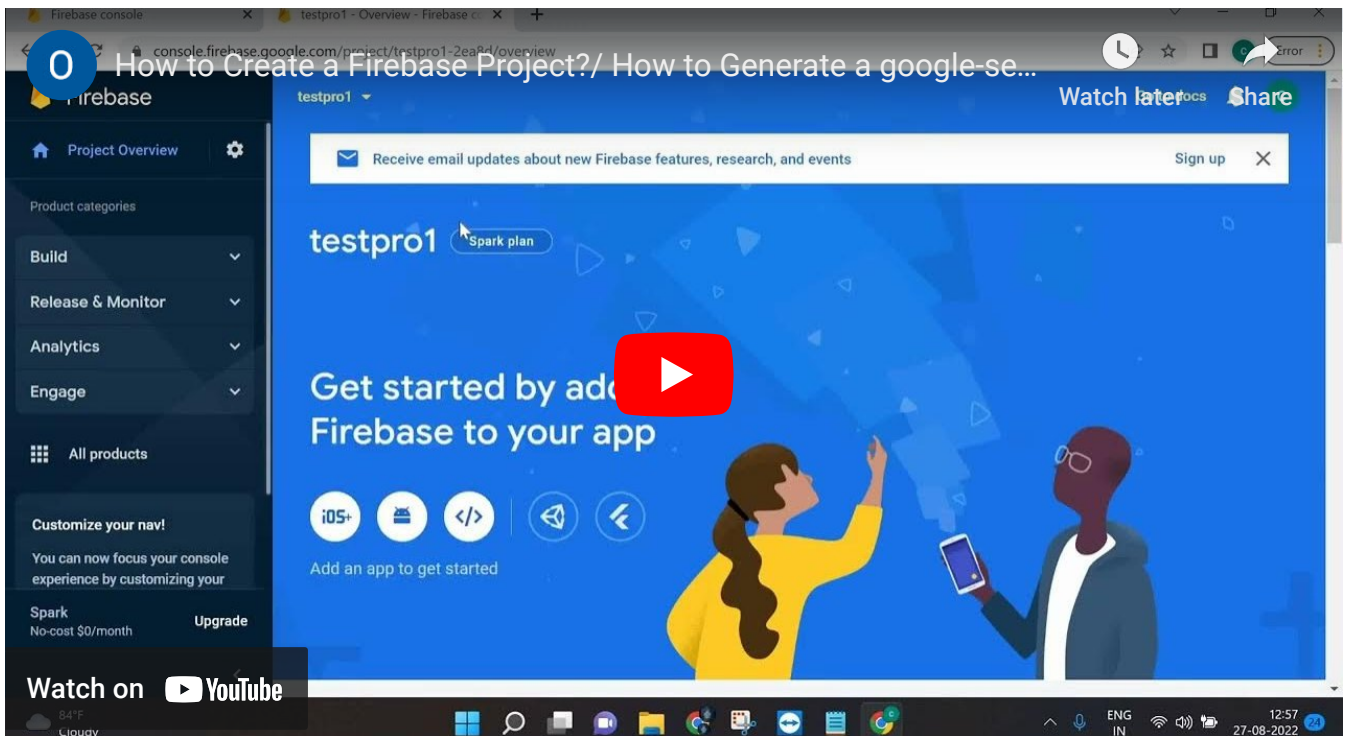 Firebase console
testpro1 - Overview - Firebase c
console.firebase.google.com/project/testpro1-2ea8d/overview
Error
O
How to Create a Firebase Project?/ How to Generate a google-se...
Watch later
Share
Firebase
testpro1
docs
Project Overview
Receive email updates about new Firebase features, research, and events
Sign up
Product categories
testpro1
Spark plan
Build
Release & Monitor
Analytics
Engage
Get started by add
Firebase to your app
All products
iOS+
</>
Customize your nav!
You can now focus your console
experience by customizing your
Add an app to get started
Spark
No-cost $0/month
Upgrade
Watch on YouTube
84°F
Cloudy
ENG
IN
12:57
27-08-2022
24